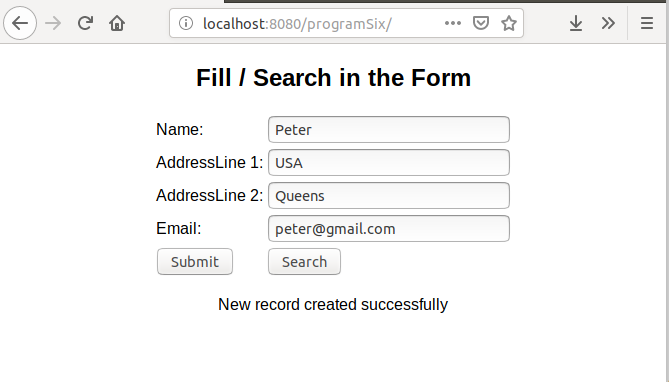 localhost:8080/programSix/
Fill / Search in the Form
Name: Peter
AddressLine 1: USA
AddressLine 2: Queens
Email: peter@gmail.com
Submit Search
New record created successfully